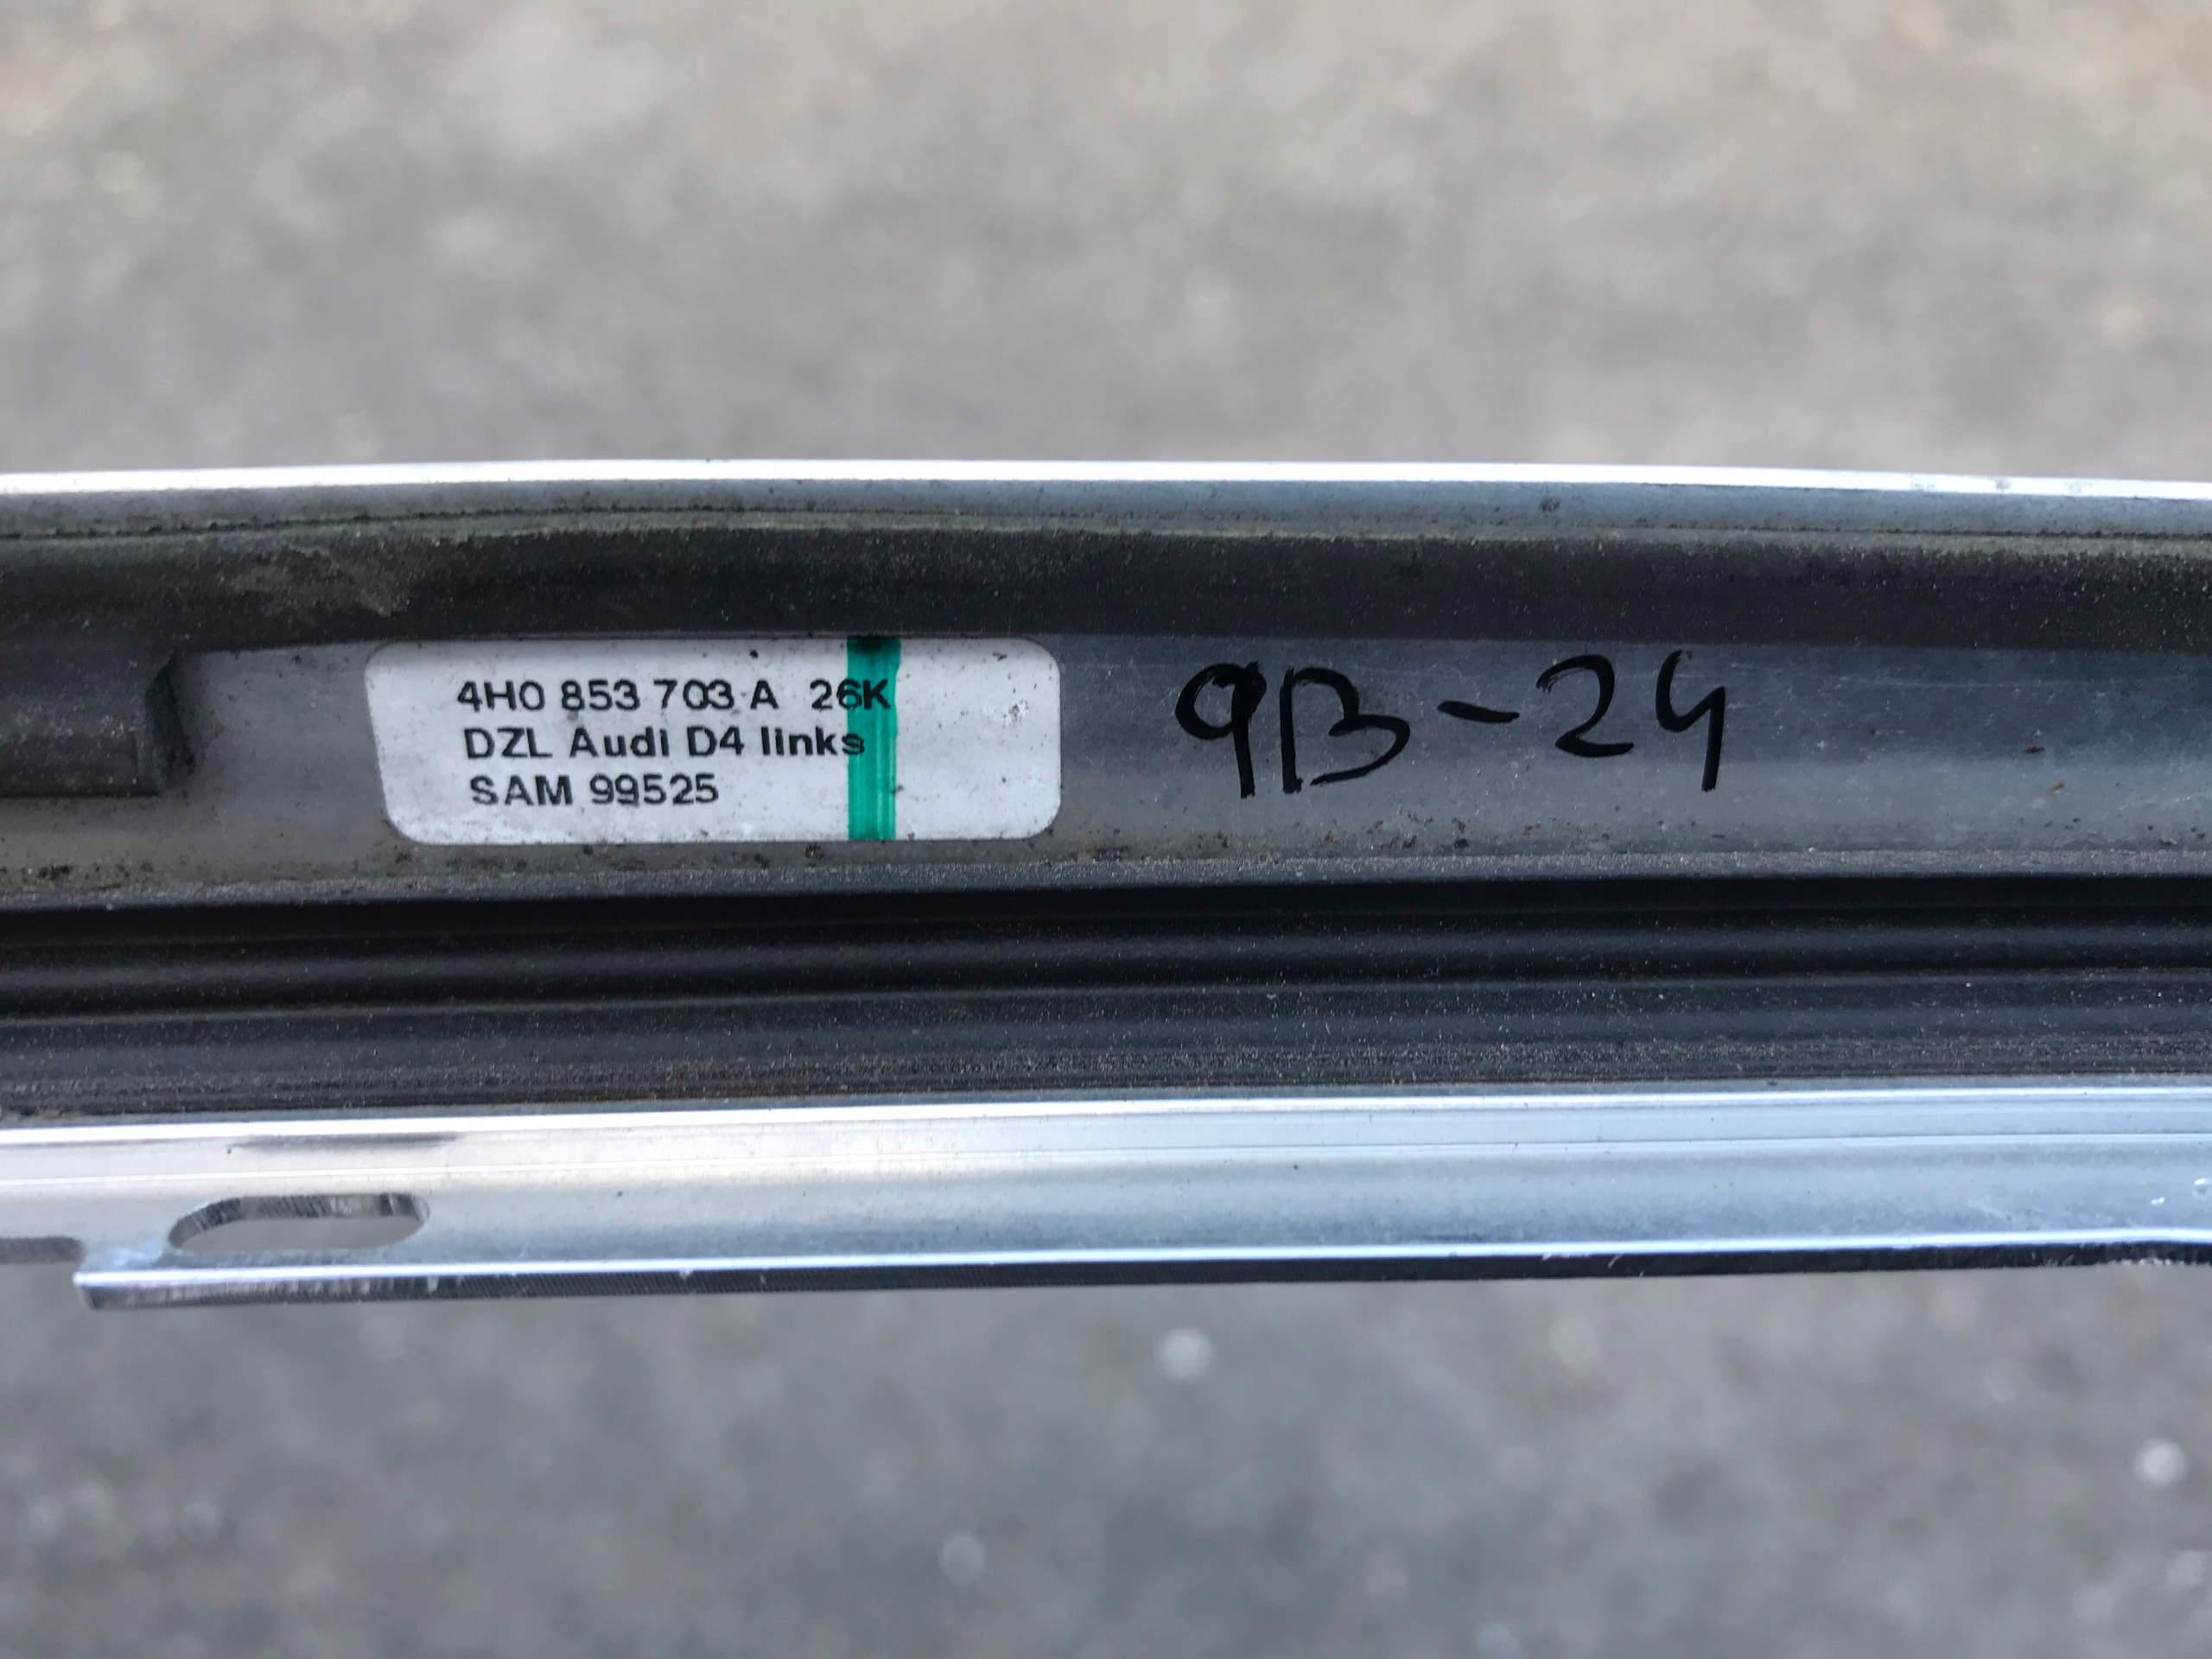 4H0 853 703 A 26K
DZL Audi D4 links
SAM 99525
9B-24